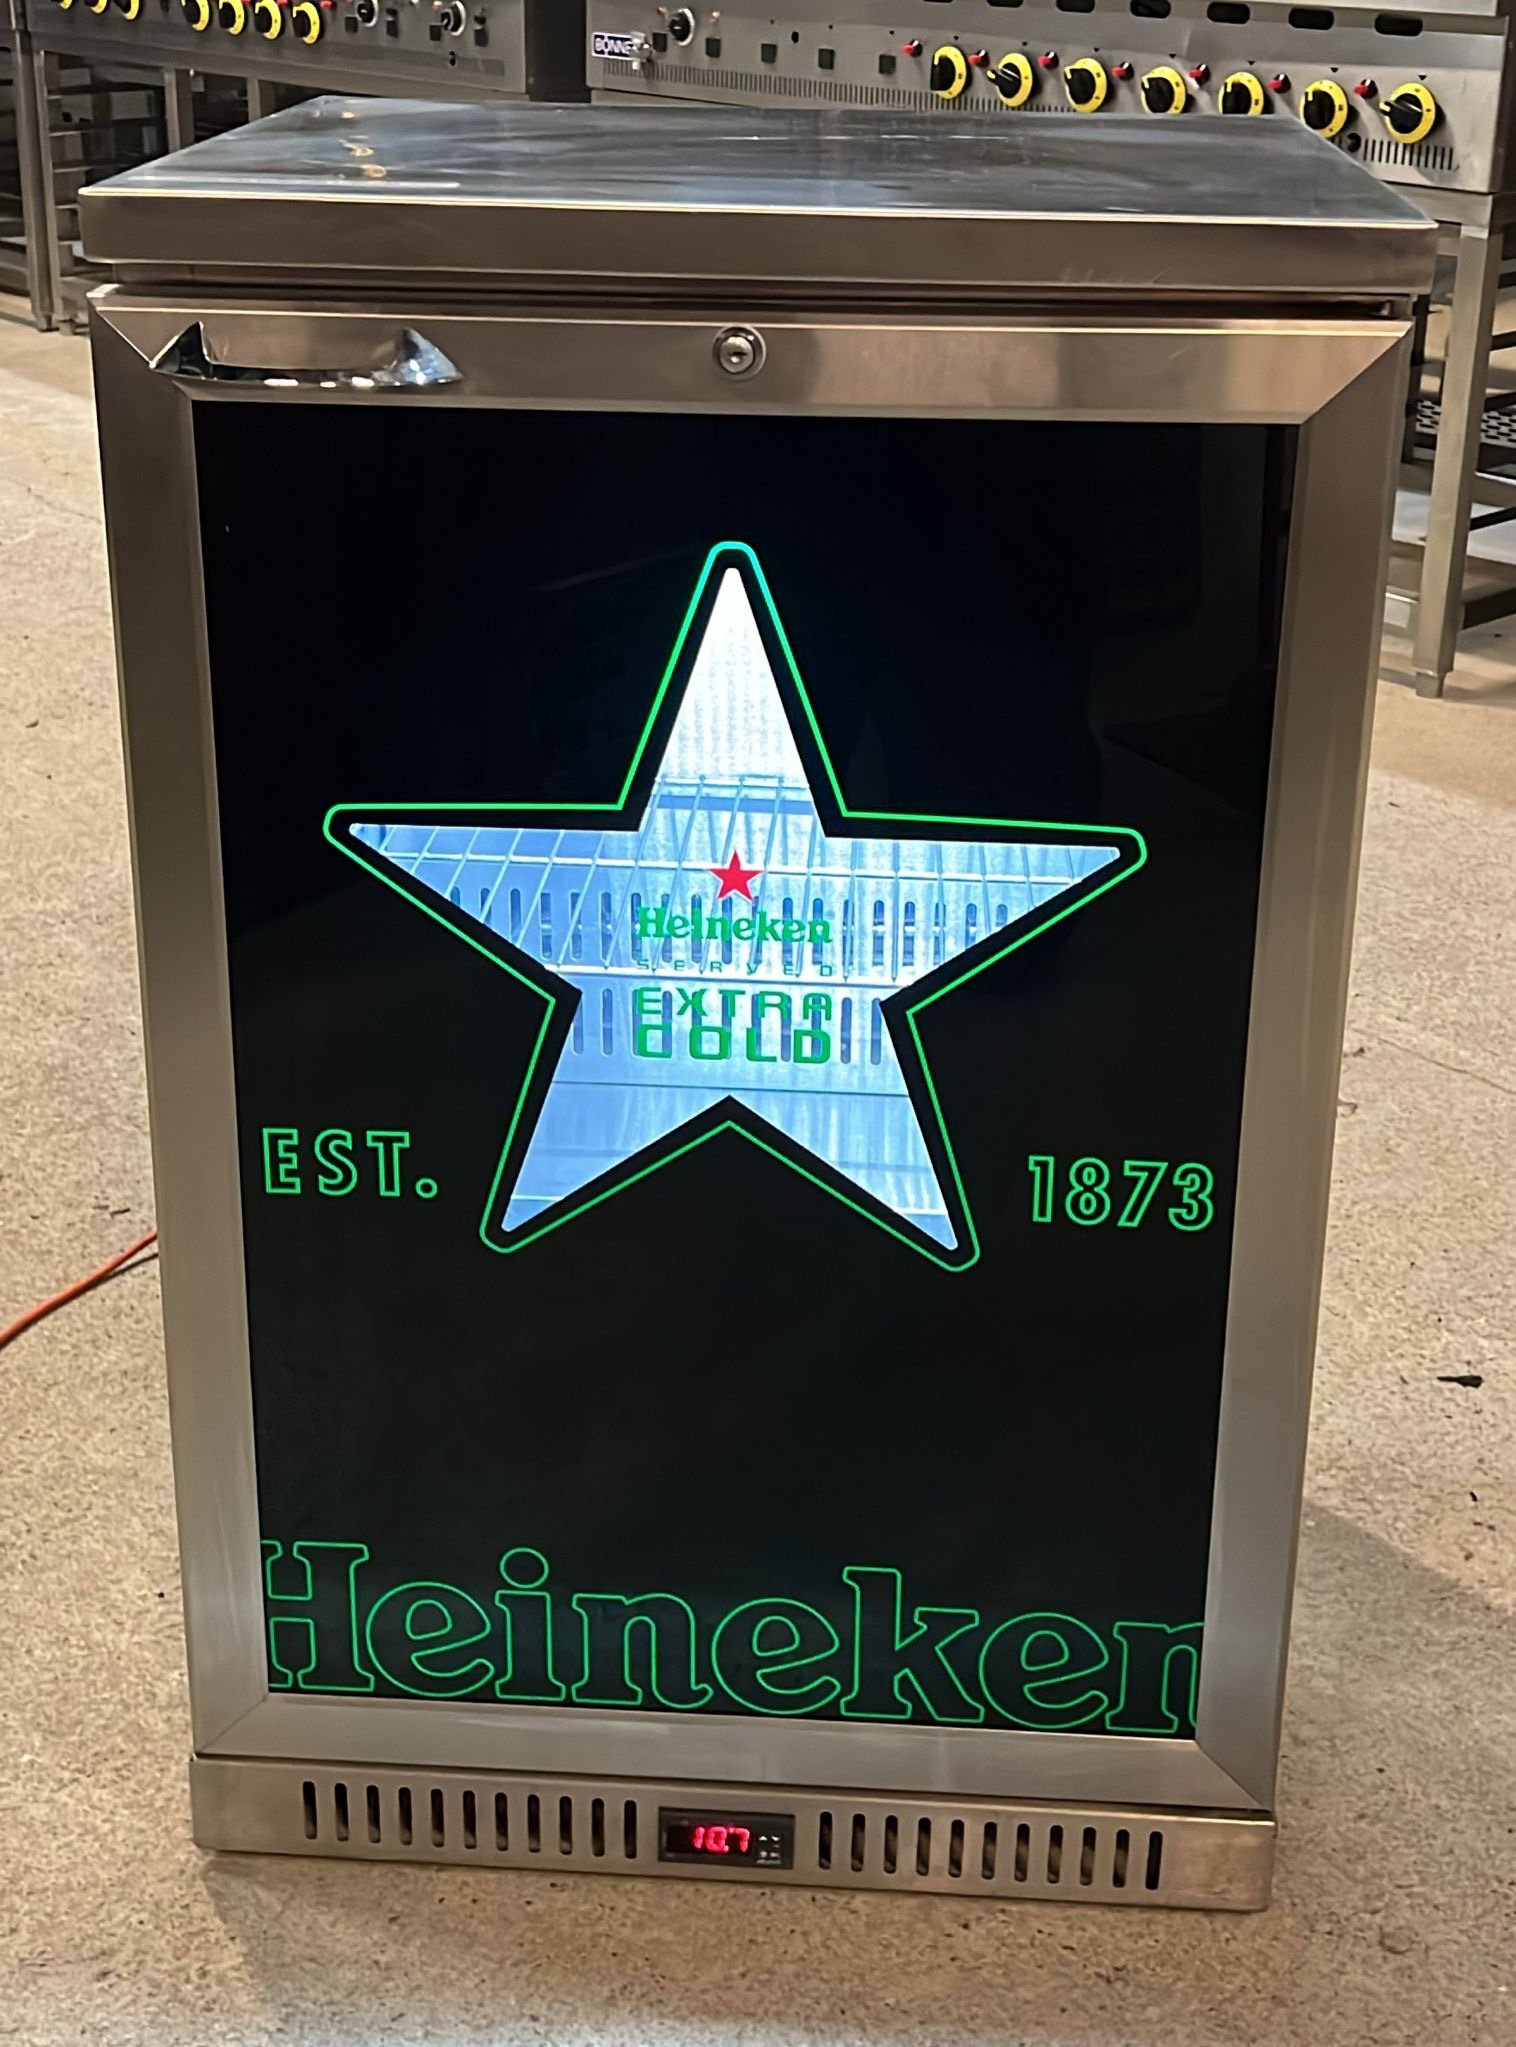 Heineken
SERVED
EXTRA
COLD
EST. 1873
Heineken
10.7